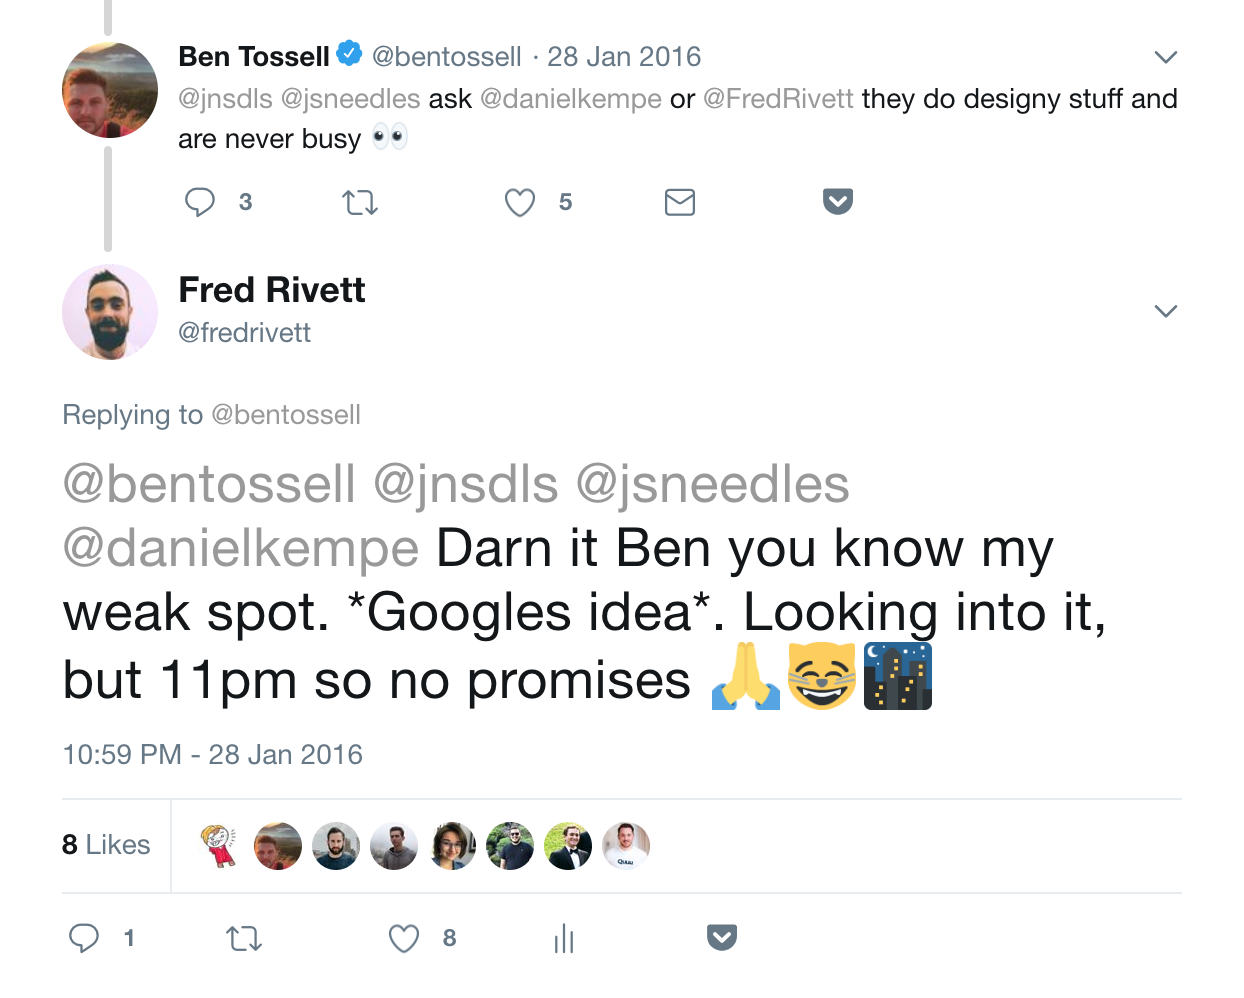 Ben Tossell @bentossell · 28 Jan 2016
@jnsdls @jsneedles ask @danielkempe or @FredRivett they do designy stuff and
are never busy 👀
3 5
Fred Rivett
@fredrivett
Replying to @bentossell
@bentossell @jnsdls @jsneedles
@danielkempe Darn it Ben you know my
weak spot. *Googles idea*. Looking into it,
but 11pm so no promises 🙏😸🌃
10:59 PM - 28 Jan 2016
8 Likes
1 8